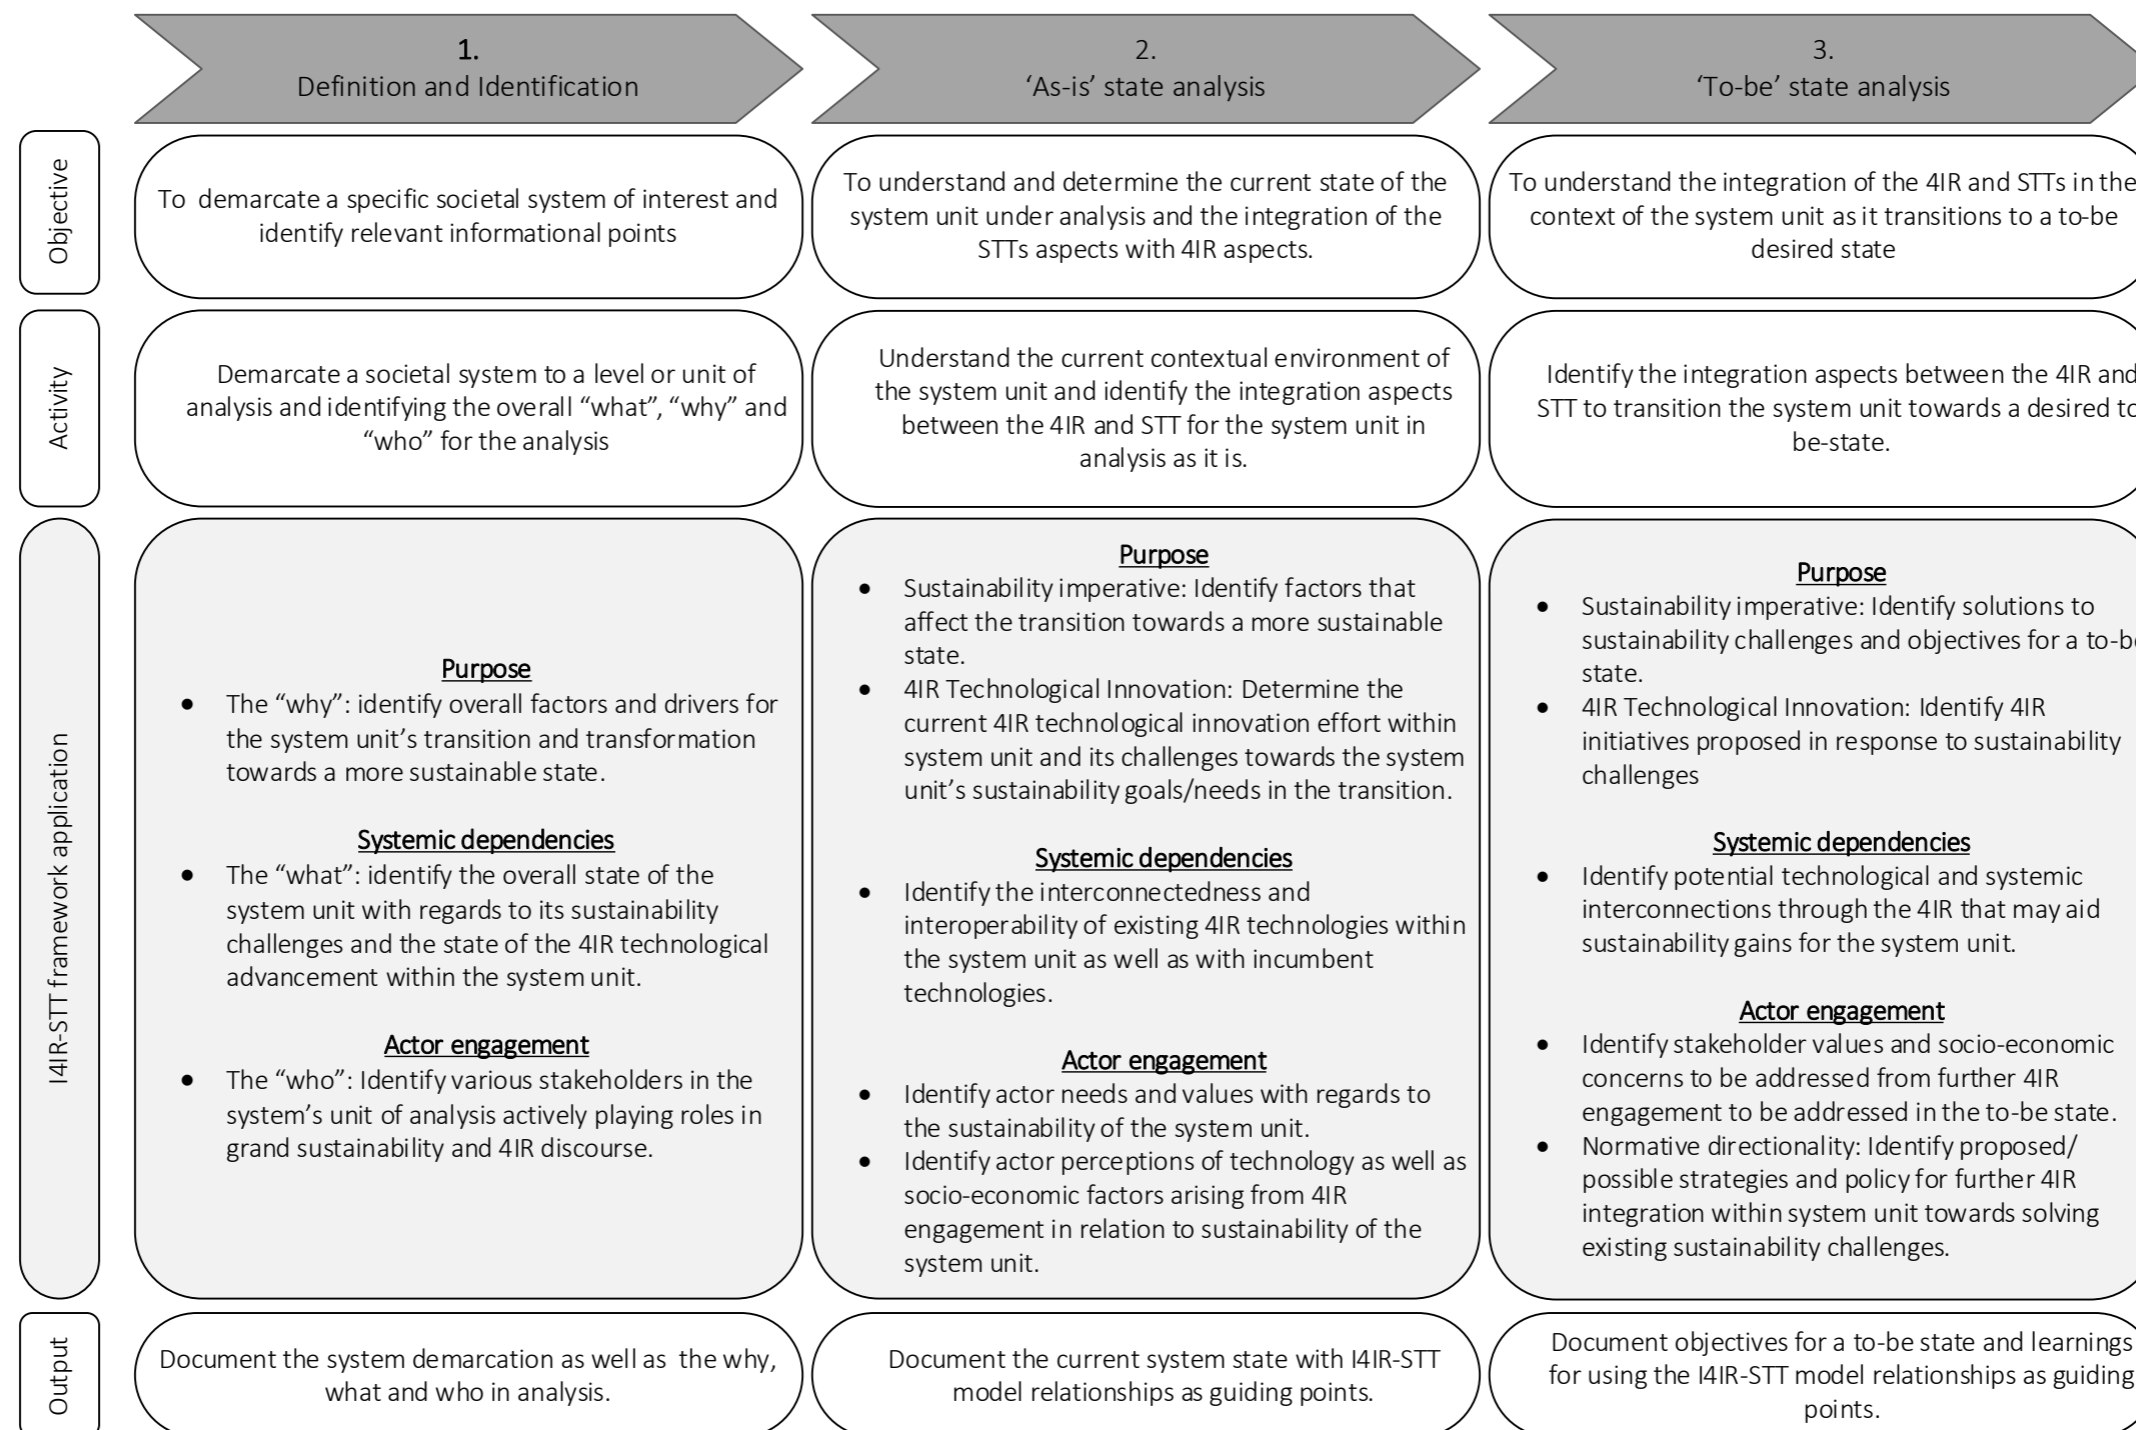 1.
Definition and Identification
2.
‘As-is’ state analysis
3.
‘To-be’ state analysis
Objective
To  demarcate a specific societal system of interest and
identify relevant informational points
To understand and determine the current state of the
system unit under analysis and the integration of the
STTs aspects with 4IR aspects.
To understand the integration of the 4IR and STTs in the
context of the system unit as it transitions to a to-be
desired state
Activity
Demarcate a societal system to a level or unit of
analysis and identifying the overall “what”, “why” and
“who” for the analysis
Understand the current contextual environment of
the system unit and identify the integration aspects
between the 4IR and STT for the system unit in
analysis as it is.
Identify the integration aspects between the 4IR and
STT to transition the system unit towards a desired to
be-state.
I4IR-STT framework application
Purpose
• The “why”: identify overall factors and drivers for
the system unit’s transition and transformation
towards a more sustainable state.
Systemic dependencies
• The “what”: identify the overall state of the
system unit with regards to its sustainability
challenges and the state of the 4IR technological
advancement within the system unit.
Actor engagement
• The “who”: Identify various stakeholders in the
system’s unit of analysis actively playing roles in
grand sustainability and 4IR discourse.
Purpose
• Sustainability imperative: Identify factors that
affect the transition towards a more sustainable
state.
• 4IR Technological Innovation: Determine the
current 4IR technological innovation effort within
system unit and its challenges towards the system
unit’s sustainability goals/needs in the transition.
Systemic dependencies
• Identify the interconnectedness and
interoperability of existing 4IR technologies within
the system unit as well as with incumbent
technologies.
Actor engagement
• Identify actor needs and values with regards to
the sustainability of the system unit.
• Identify actor perceptions of technology as well as
socio-economic factors arising from 4IR
engagement in relation to sustainability of the
system unit.
Purpose
• Sustainability imperative: Identify solutions to
sustainability challenges and objectives for a to-be
state.
• 4IR Technological Innovation: Identify 4IR
initiatives proposed in response to sustainability
challenges
Systemic dependencies
• Identify potential technological and systemic
interconnections through the 4IR that may aid
sustainability gains for the system unit.
Actor engagement
• Identify stakeholder values and socio-economic
concerns to be addressed from further 4IR
engagement to be addressed in the to-be state.
• Normative directionality: Identify proposed/
possible strategies and policy for further 4IR
integration within system unit towards solving
existing sustainability challenges.
Output
Document the system demarcation as well as  the why,
what and who in analysis.
Document the current system state with I4IR-STT
model relationships as guiding points.
Document objectives for a to-be state and learnings
for using the I4IR-STT model relationships as guiding
points.